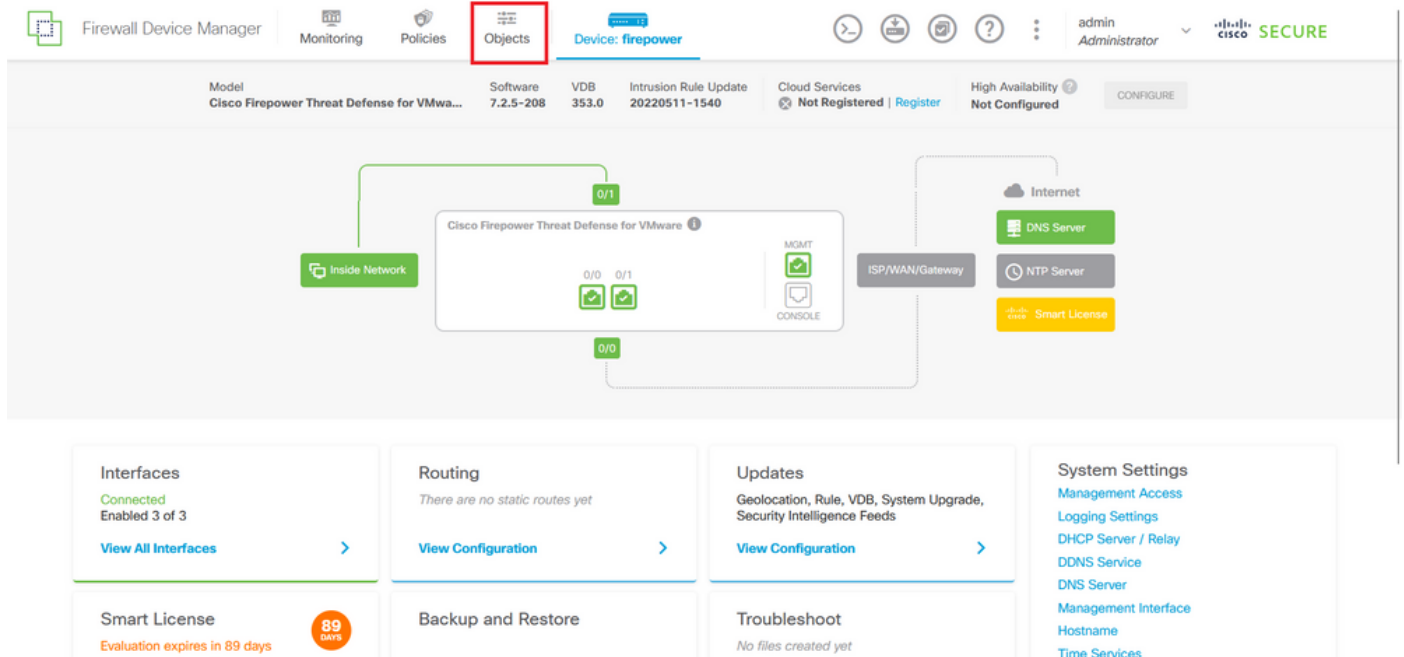 Firewall Device Manager
Monitoring
Policies
Objects
Device: firepower
>_
?
admin
Administrator
cisco SECURE
Model
Cisco Firepower Threat Defense for VMwa...
Software
7.2.5-208
VDB
353.0
Intrusion Rule Update
20220511-1540
Cloud Services
Not Registered | Register
High Availability ?
Not Configured
CONFIGURE
0/1
Internet
Cisco Firepower Threat Defense for VMware i
DNS Server
MGMT
Inside Network
0/0 0/1
ISP/WAN/Gateway
NTP Server
CONSOLE
cisco Smart License
0/0
Interfaces
Connected
Enabled 3 of 3
View All Interfaces
Routing
There are no static routes yet
View Configuration
Updates
Geolocation, Rule, VDB, System Upgrade,
Security Intelligence Feeds
View Configuration
System Settings
Management Access
Logging Settings
DHCP Server / Relay
DDNS Service
DNS Server
Management Interface
Hostname
Time Services
Smart License
Evaluation expires in 89 days
89
DAYS
Backup and Restore
Troubleshoot
No files created yet